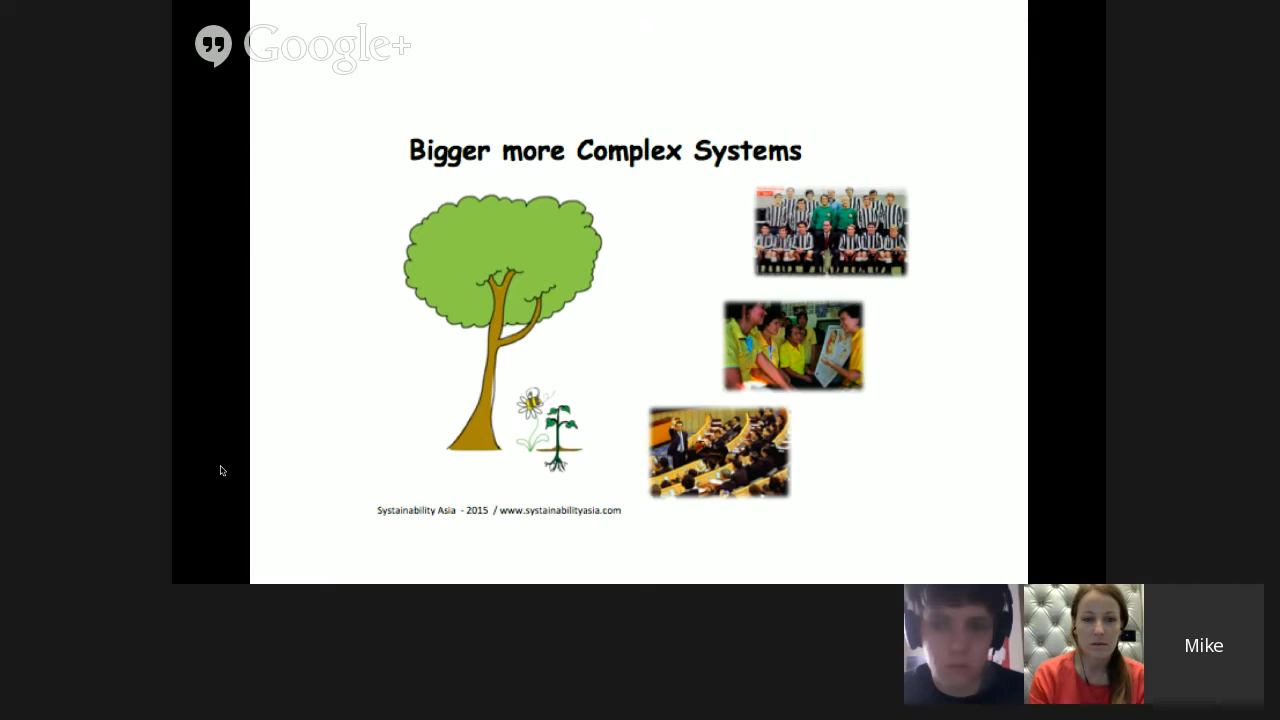 Google+
Bigger more Complex Systems
Systainability Asia - 2015 / www.systainabilityasia.com
Mike